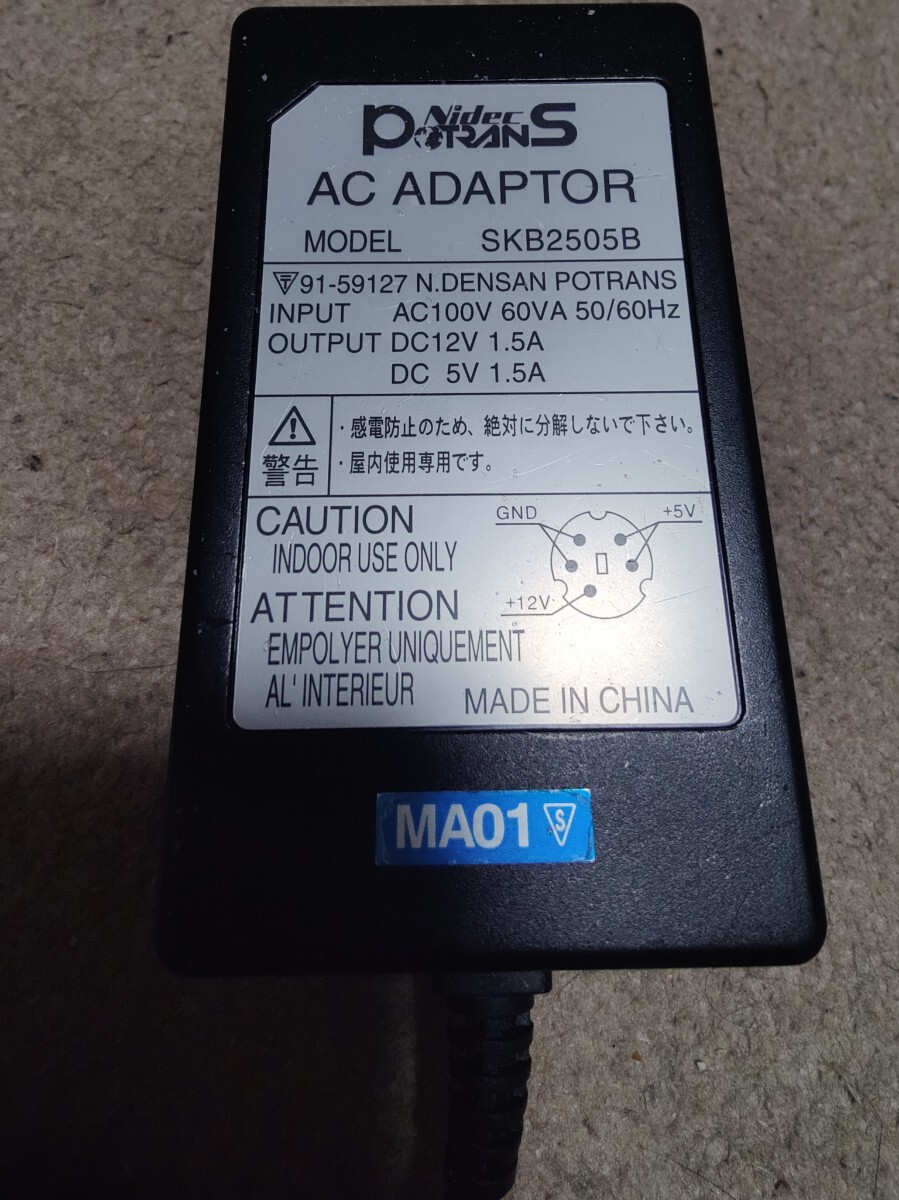 Nidec
POTRANS
AC ADAPTOR
MODEL SKB2505B
T 91-59127 N.DENSAN POTRANS
INPUT AC100V 60VA 50/60Hz
OUTPUT DC12V 1.5A
DC 5V 1.5A
警告
・感電防止のため、絶対に分解しないで下さい。
・屋内使用専用です。
CAUTION
INDOOR USE ONLY
GND
+5V
+12V
ATTENTION
EMPOLYER UNIQUEMENT
AL' INTERIEUR
MADE IN CHINA
MA01 S